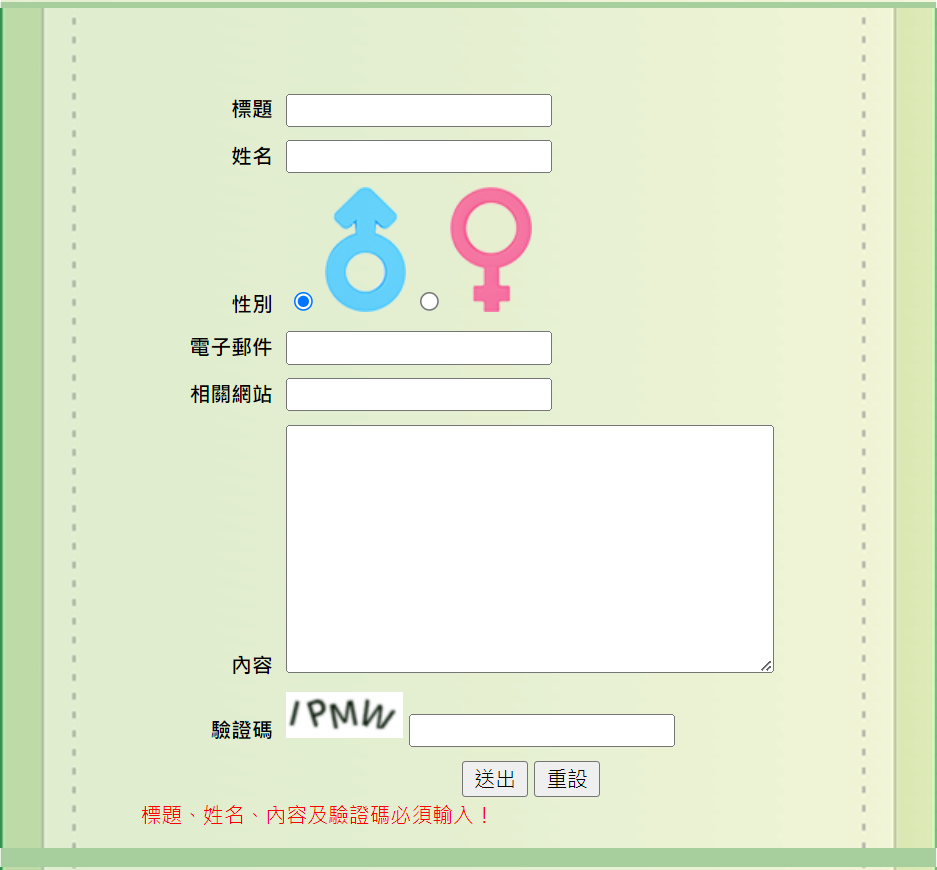 標題
姓名
性別
電子郵件
相關網站
內容
驗證碼 IPMW
送出 重設
標題、姓名、內容及驗證碼必須輸入！